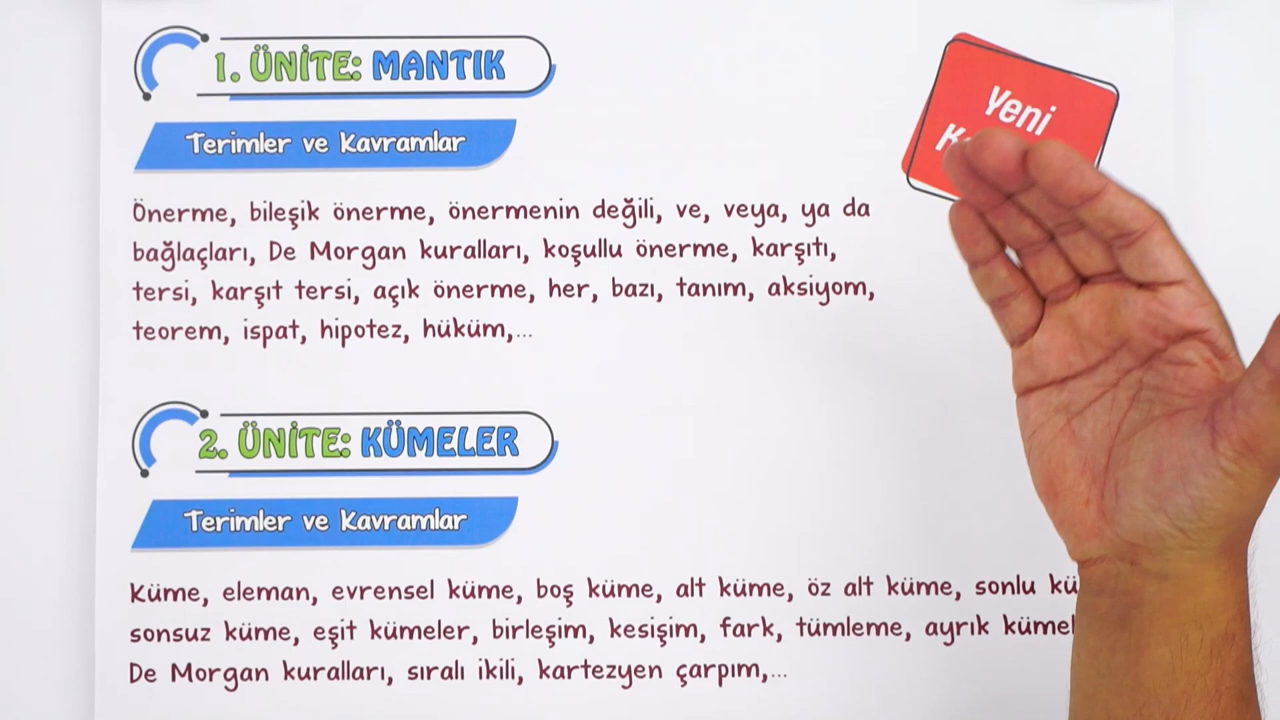 1. ÜNİTE: MANTIK
Terimler ve Kavramlar
Önerme, bileşik önerme, önermenin değili, ve, veya, ya da
bağlaçları, De Morgan kuralları, koşullu önerme, karşıtı,
tersi, karşıt tersi, açık önerme, her, bazı, tanım, aksiyom,
teorem, ispat, hipotez, hüküm,...
Yeni
2. ÜNİTE: KÜMELER
Terimler ve Kavramlar
Küme, eleman, evrensel küme, boş küme, alt küme, öz alt küme, sonlu
sonsuz küme, eşit kümeler, birleşim, kesişim, fark, tümleme, ayrık
De Morgan kuralları, sıralı ikili, kartezyen çarpım,...